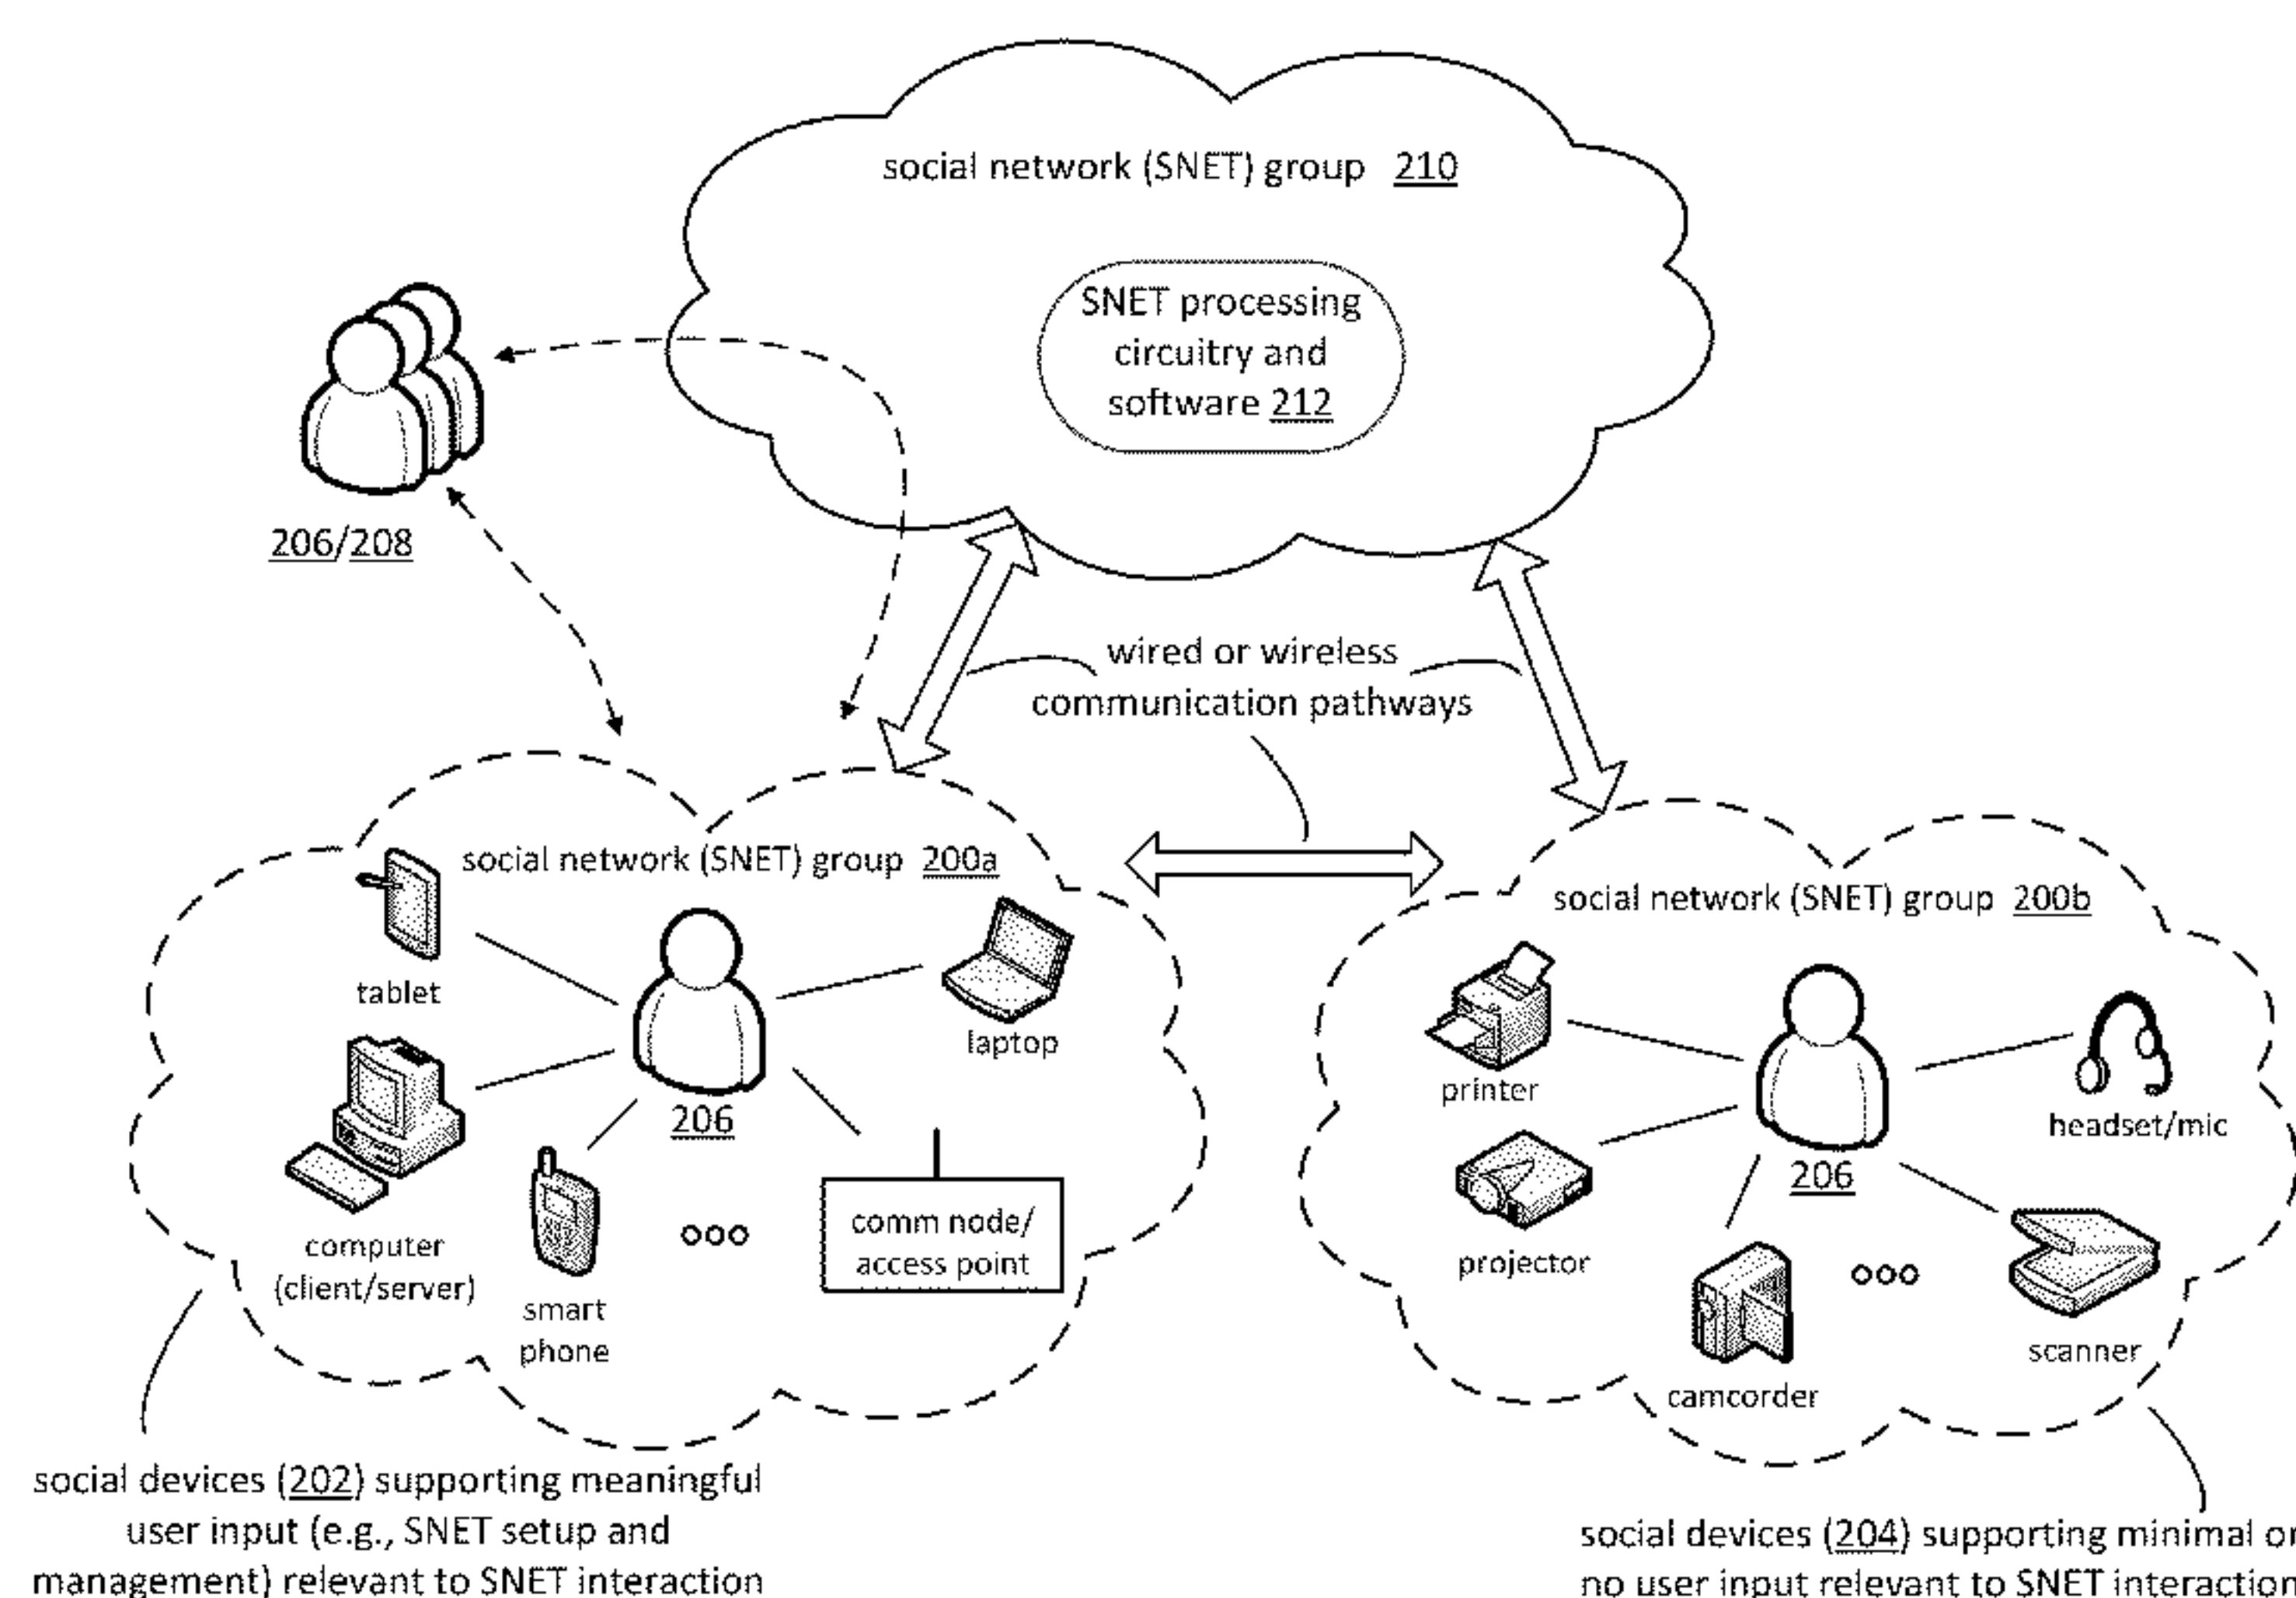 social network (SNET) group 210
SNET processing
circuitry and
software 212
206/208
wired or wireless
communication pathways
social network (SNET) group 200a
tablet
laptop
206
computer
(client/server)
smart
phone
ooo
comm node/
access point
social network (SNET) group 200b
printer
headset/mic
206
projector
ooo
camcorder
scanner
social devices (202) supporting meaningful
user input (e.g., SNET setup and
management) relevant to SNET interaction
social devices (204) supporting minimal or
no user input relevant to SNET interaction